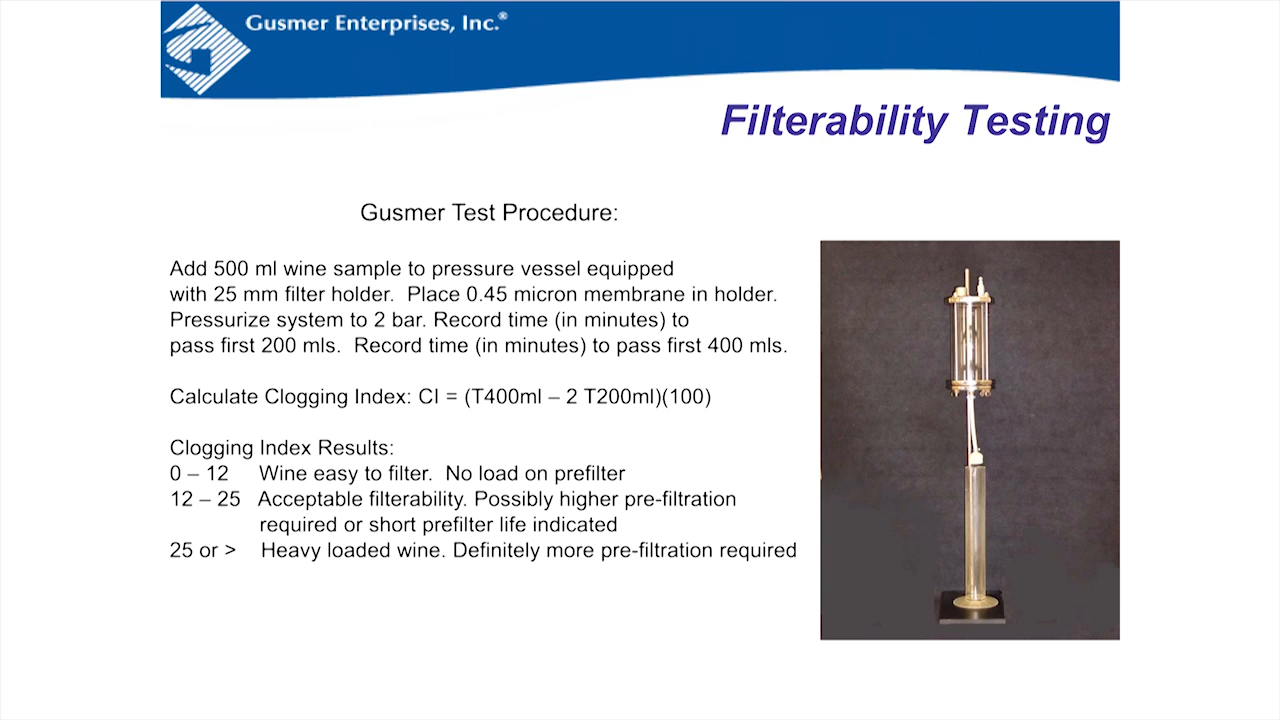 Gusmer Enterprises, Inc.®
Filterability Testing
Gusmer Test Procedure:
Add 500 ml wine sample to pressure vessel equipped
with 25 mm filter holder.  Place 0.45 micron membrane in holder.
Pressurize system to 2 bar. Record time (in minutes) to
pass first 200 mls.  Record time (in minutes) to pass first 400 mls.
Calculate Clogging Index: CI = (T400ml – 2 T200ml)(100)
Clogging Index Results:
0 – 12 Wine easy to filter.  No load on prefilter
12 – 25 Acceptable filterability. Possibly higher pre-filtration
required or short prefilter life indicated
25 or > Heavy loaded wine. Definitely more pre-filtration required